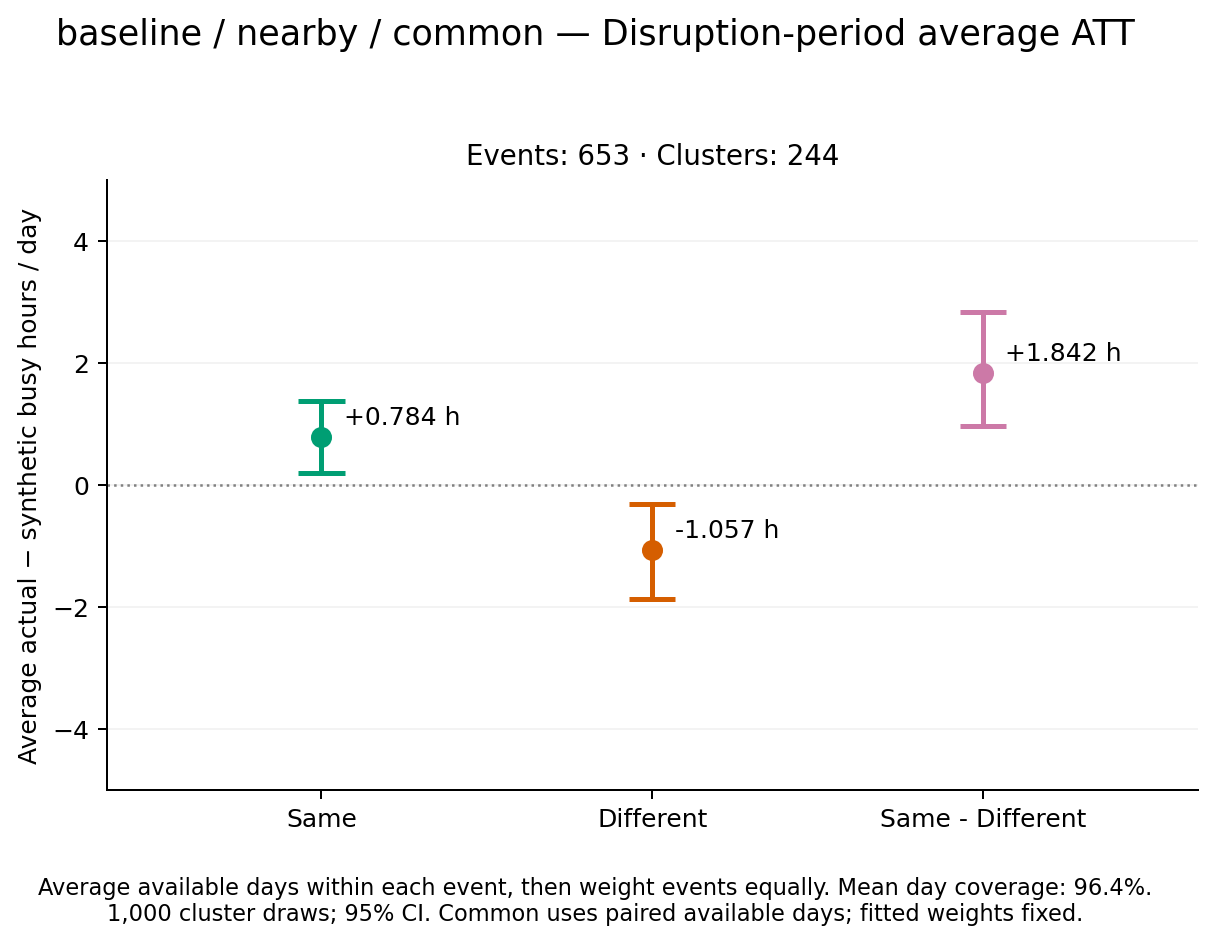 baseline / nearby / common — Disruption-period average ATT
Events: 653 · Clusters: 244
Average actual − synthetic busy hours / day
4
2
0
−2
−4
+0.784 h
-1.057 h
+1.842 h
Same
Different
Same - Different
Average available days within each event, then weight events equally. Mean day coverage: 96.4%.
1,000 cluster draws; 95% CI. Common uses paired available days; fitted weights fixed.